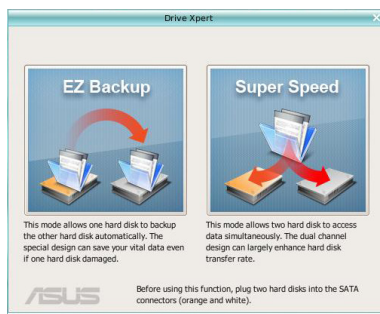 Drive Xpert
EZ Backup
Super Speed
This mode allows one hard disk to backup
the other hard disk automatically. The
special design can save your vital data even
if one hard disk damaged.
This mode allows two hard disk to access
data simultaneously. The dual channel
design can largely enhance hard disk
transfer rate.
ASUS
Before using this function, plug two hard disks into the SATA
connectors (orange and white).